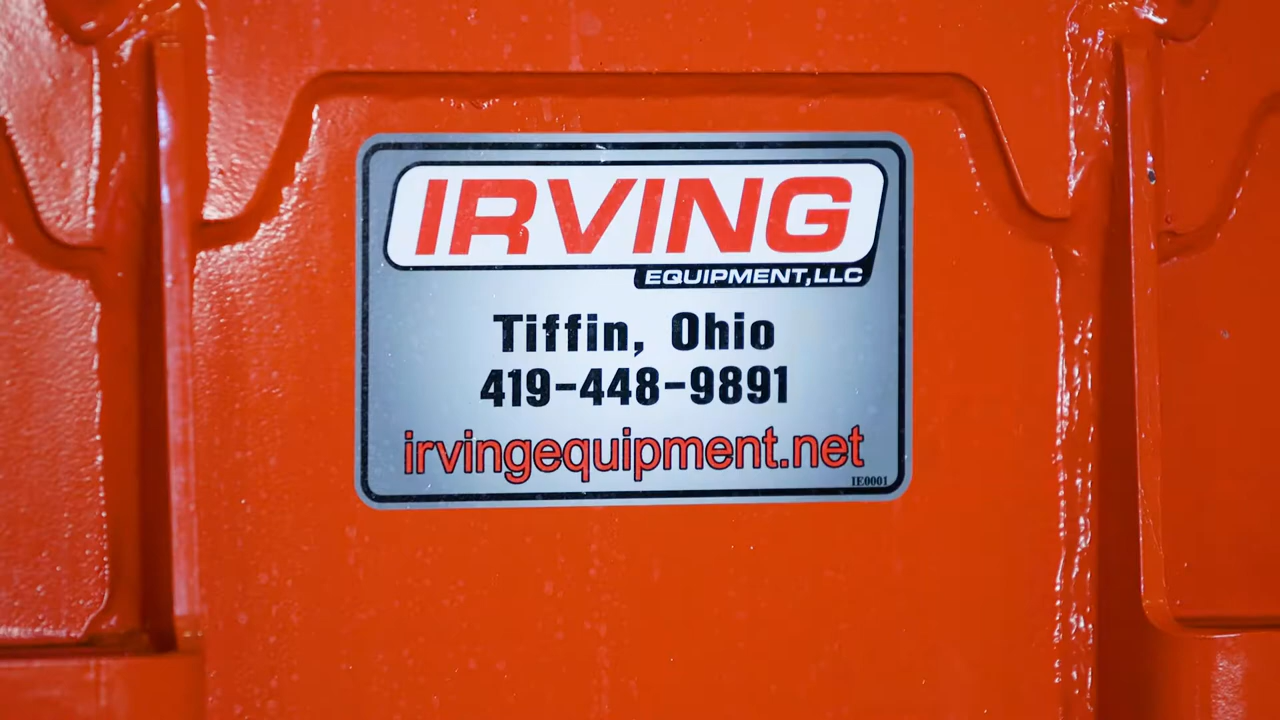 IRVING
EQUIPMENT,LLC
Tiffin, Ohio
419-448-9891
irvingequipment.net
IE0001